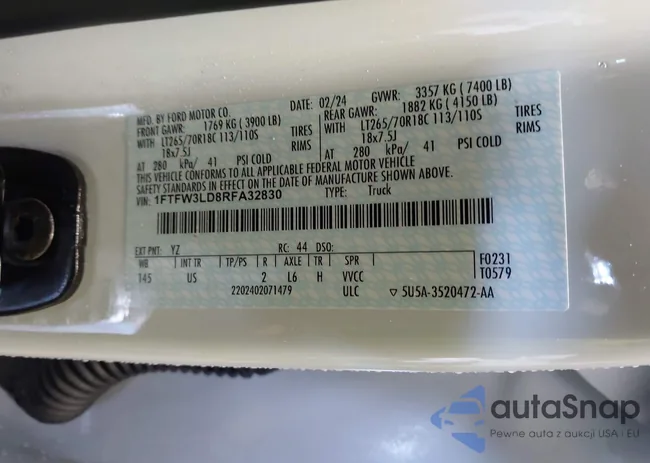 MFD. BY FORD MOTOR CO. DATE: 02/24 GVWR: 3357 KG ( 7400 LB)
FRONT GAWR: 1769 KG ( 3900 LB) REAR GAWR: 1882 KG ( 4150 LB)
WITH LT265/70R18C 113/110S TIRES WITH LT265/70R18C 113/110S TIRES
18x7.5J RIMS 18x7.5J RIMS
AT 280 kPa/ 41 PSI COLD AT 280 kPa/ 41 PSI COLD
THIS VEHICLE CONFORMS TO ALL APPLICABLE FEDERAL MOTOR VEHICLE
SAFETY STANDARDS IN EFFECT ON THE DATE OF MANUFACTURE SHOWN ABOVE.
VIN: 1FTFW3LD8RFA32830 TYPE: Truck
EXT PNT: YZ RC: 44 DSO:
WB INT TR TP/PS R AXLE TR SPR F0231
145 US 2 L6 H VVCC T0579
2202402071479 ULC ▽ 5U5A-3520472-AA
autaSnap
Pewne auta z aukcji USA i EU